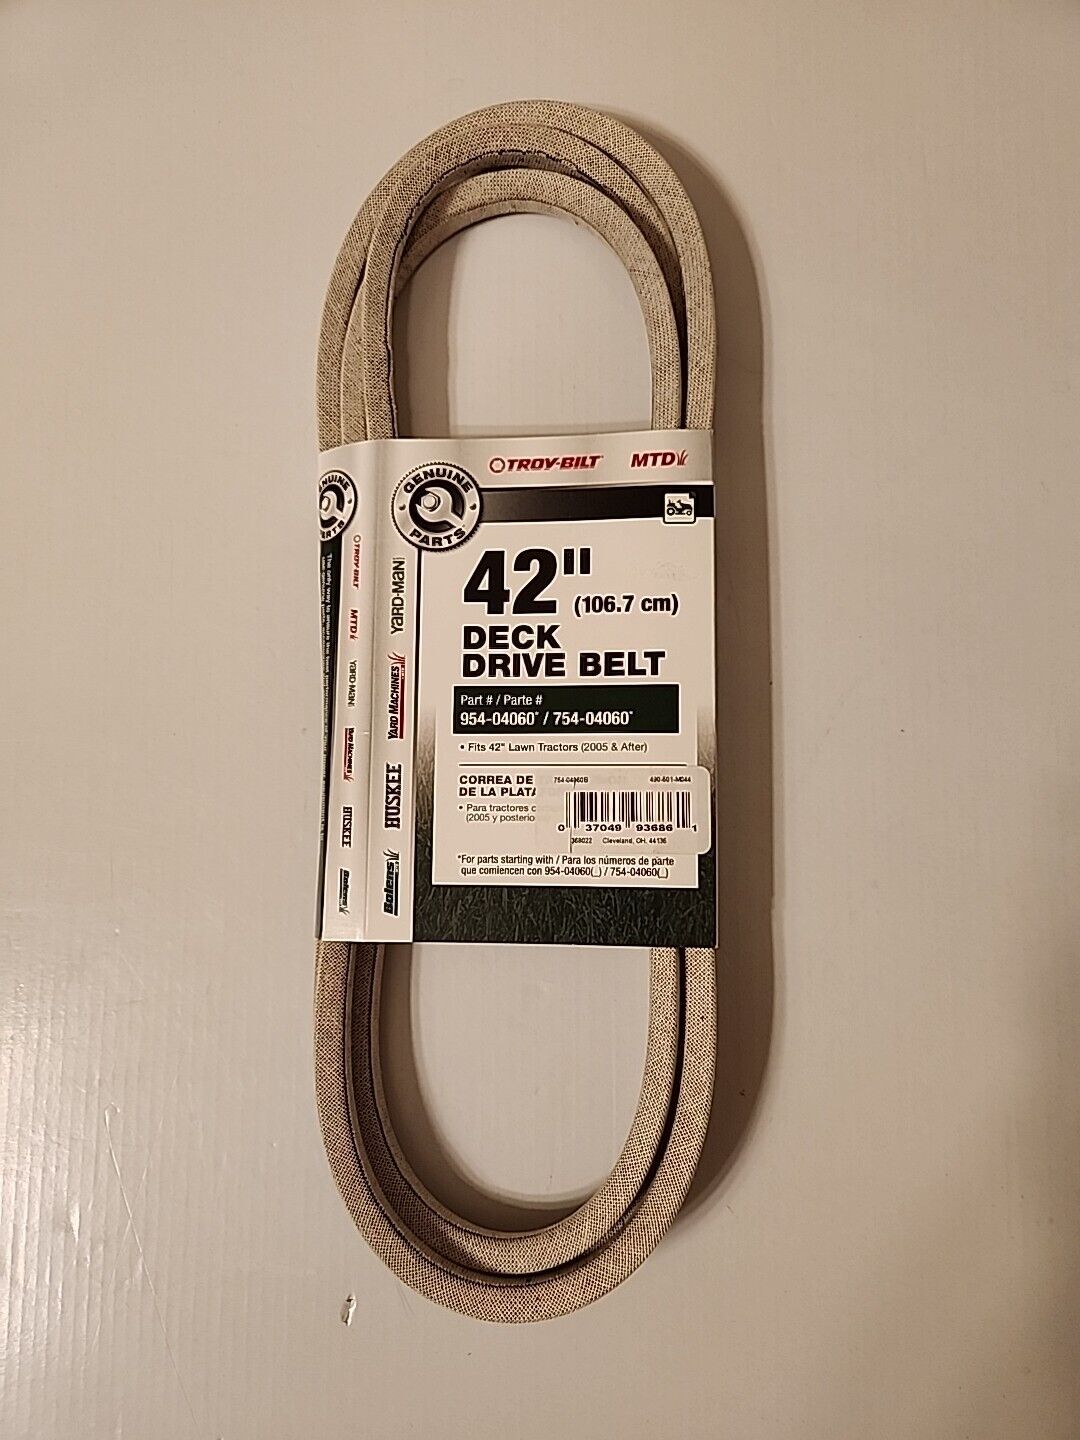 TROY-BILT
MTD
GENUINE
PARTS
42" (106.7 cm)
DECK
DRIVE BELT
Part # / Parte #
954-04060* / 754-04060*
• Fits 42" Lawn Tractors (2005 & After)
CORREA DE
DE LA PLATA
• Para tractores c
(2005 y posterio
754-04060B 490-501-M044
0 37049 93686 1
368022 Cleveland, OH, 44136
*For parts starting with / Para los números de parte
que comiencen con 954-04060(_) / 754-04060(_)
YARD-MAN
YARD MACHINES
HUSKEE
Bolens
TROY-BILT
MTD
YARD-MAN
YARD MACHINES
HUSKEE
Bolens